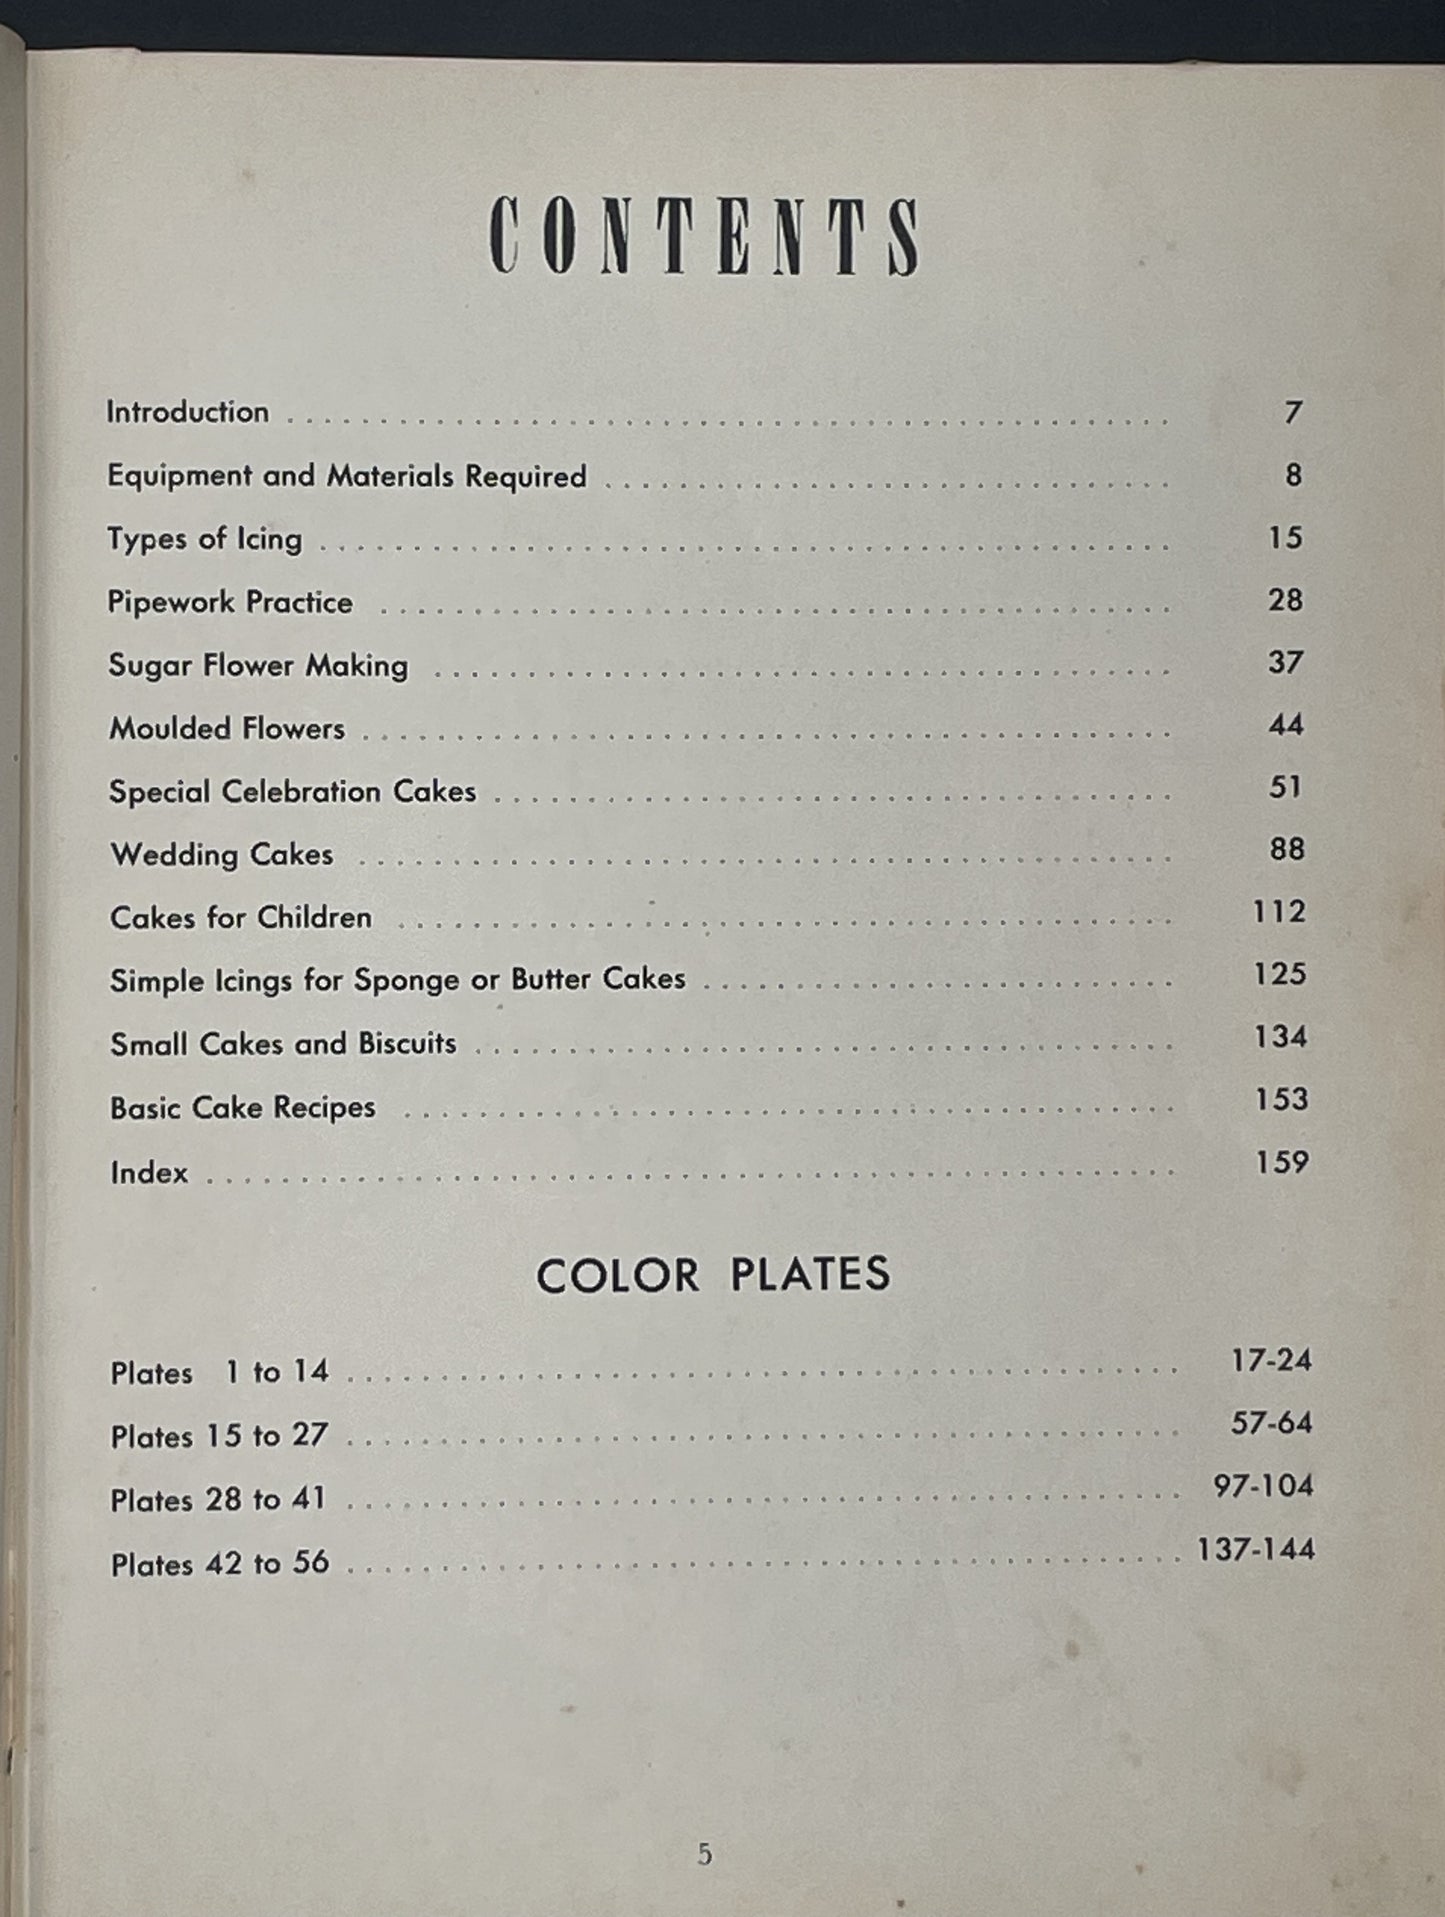 CONTENTS
Introduction . . . . . . . . . . . . . . . . . . . . . . . . . . . . . . . . . . . . . . . . . . . . . . . 7
Equipment and Materials Required . . . . . . . . . . . . . . . . . . . . . . . . . . . . . . 8
Types of Icing . . . . . . . . . . . . . . . . . . . . . . . . . . . . . . . . . . . . . . . . . . . . . 15
Pipework Practice . . . . . . . . . . . . . . . . . . . . . . . . . . . . . . . . . . . . . . . . . . 28
Sugar Flower Making . . . . . . . . . . . . . . . . . . . . . . . . . . . . . . . . . . . . . . . 37
Moulded Flowers . . . . . . . . . . . . . . . . . . . . . . . . . . . . . . . . . . . . . . . . . . . 44
Special Celebration Cakes . . . . . . . . . . . . . . . . . . . . . . . . . . . . . . . . . . . . 51
Wedding Cakes . . . . . . . . . . . . . . . . . . . . . . . . . . . . . . . . . . . . . . . . . . . 88
Cakes for Children . . . . . . . . . . . . . . . . . . . . . . . . . . . . . . . . . . . . . . . . . 112
Simple Icings for Sponge or Butter Cakes . . . . . . . . . . . . . . . . . . . . . . . . . 125
Small Cakes and Biscuits . . . . . . . . . . . . . . . . . . . . . . . . . . . . . . . . . . . . . 134
Basic Cake Recipes . . . . . . . . . . . . . . . . . . . . . . . . . . . . . . . . . . . . . . . . . 153
Index . . . . . . . . . . . . . . . . . . . . . . . . . . . . . . . . . . . . . . . . . . . . . . . . . . . 159
COLOR PLATES
Plates 1 to 14 . . . . . . . . . . . . . . . . . . . . . . . . . . . . . . . . . . . . . . . . . . . . 17-24
Plates 15 to 27 . . . . . . . . . . . . . . . . . . . . . . . . . . . . . . . . . . . . . . . . . . . . 57-64
Plates 28 to 41 . . . . . . . . . . . . . . . . . . . . . . . . . . . . . . . . . . . . . . . . . . . . 97-104
Plates 42 to 56 . . . . . . . . . . . . . . . . . . . . . . . . . . . . . . . . . . . . . . . . . . . . 137-144
5